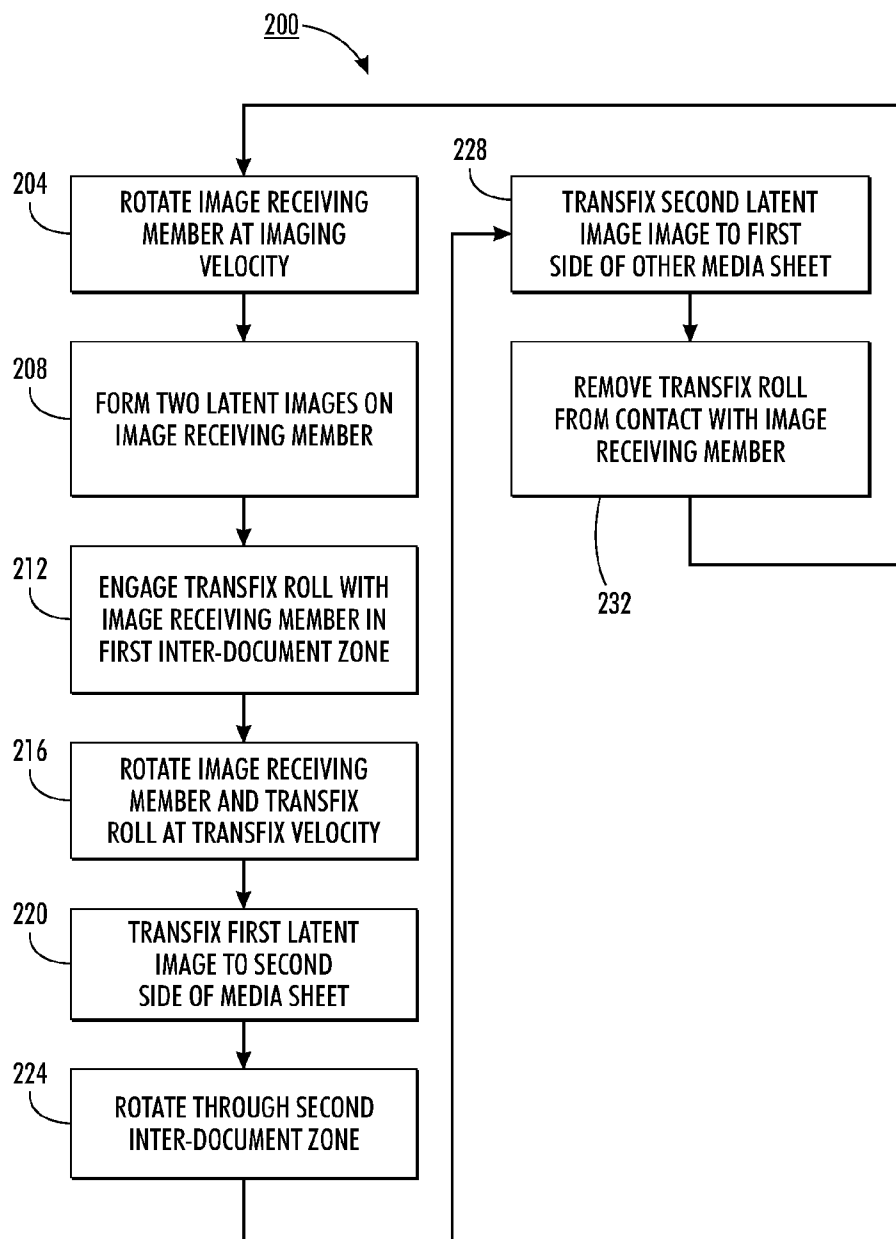 200
204
ROTATE IMAGE RECEIVING
MEMBER AT IMAGING
VELOCITY
208
FORM TWO LATENT IMAGES ON
IMAGE RECEIVING MEMBER
212
ENGAGE TRANSFIX ROLL WITH
IMAGE RECEIVING MEMBER IN
FIRST INTER-DOCUMENT ZONE
216
ROTATE IMAGE RECEIVING
MEMBER AND TRANSFIX
ROLL AT TRANSFIX VELOCITY
220
TRANSFIX FIRST LATENT
IMAGE TO SECOND
SIDE OF MEDIA SHEET
224
ROTATE THROUGH SECOND
INTER-DOCUMENT ZONE
228
TRANSFIX SECOND LATENT
IMAGE IMAGE TO FIRST
SIDE OF OTHER MEDIA SHEET
REMOVE TRANSFIX ROLL
FROM CONTACT WITH IMAGE
RECEIVING MEMBER
232